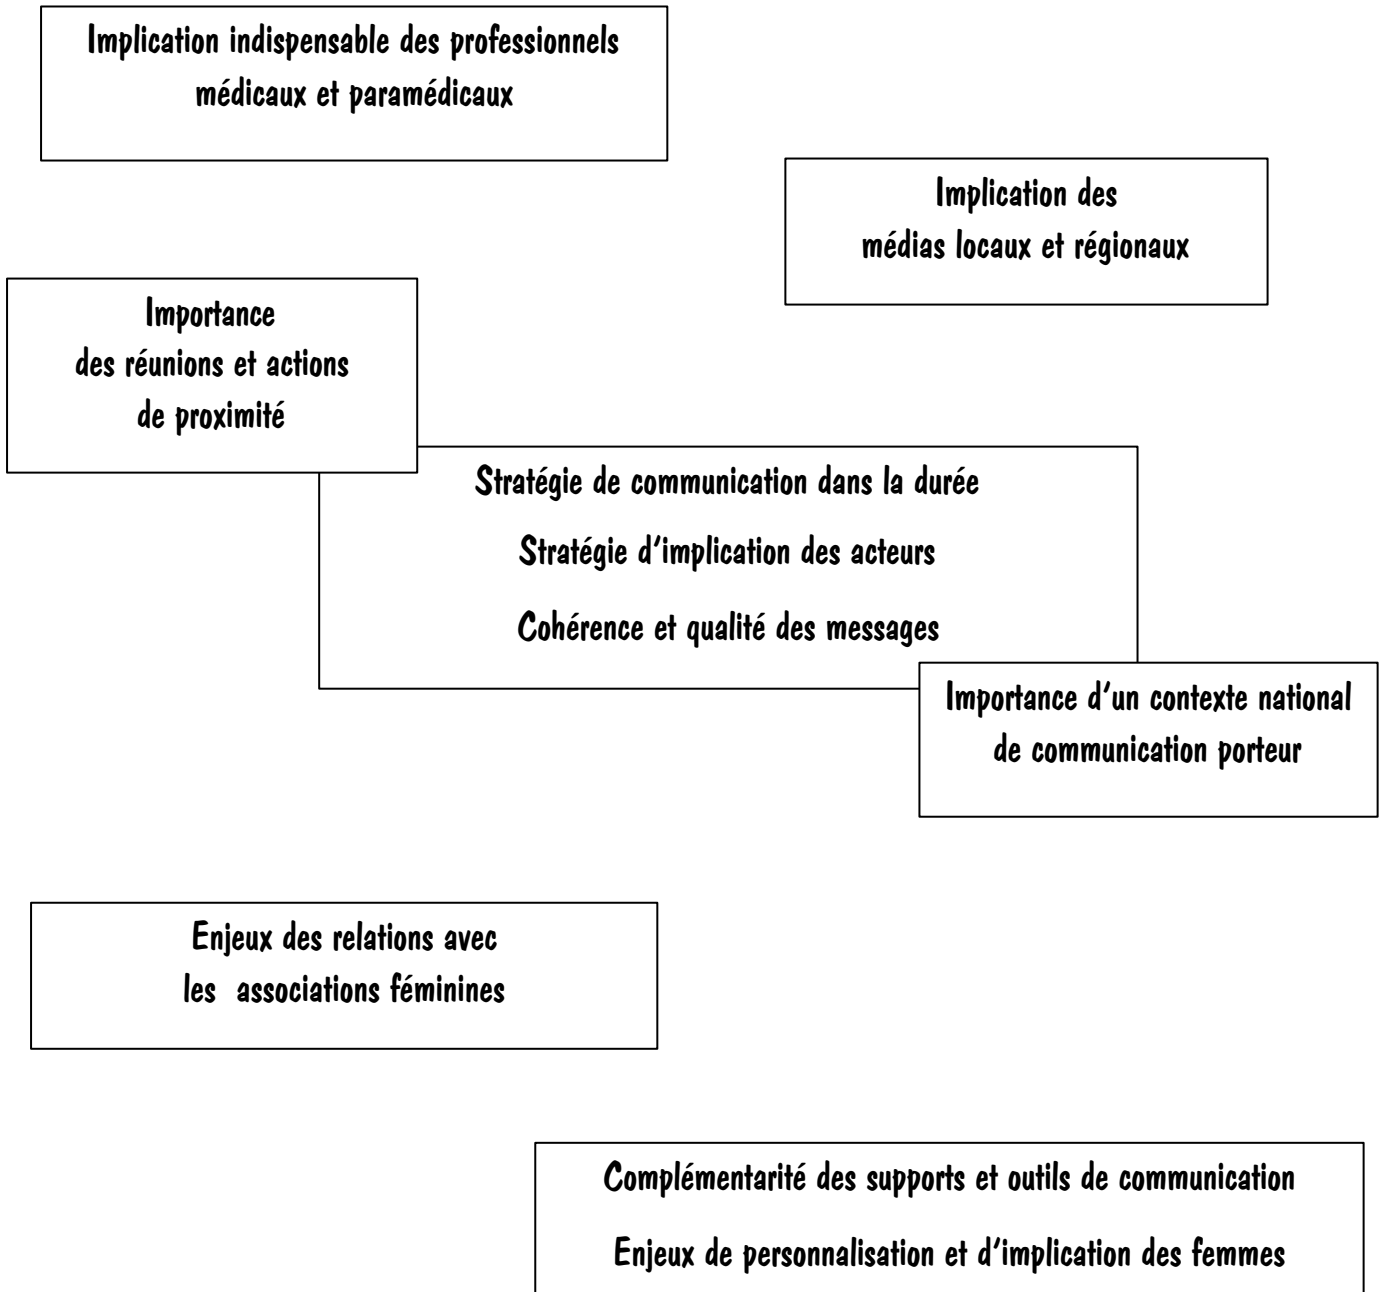 Implication indispensable des professionnels
médicaux et paramédicaux
Implication des
médias locaux et régionaux
Importance
des réunions et actions
de proximité
Stratégie de communication dans la durée
Stratégie d’implication des acteurs
Cohérence et qualité des messages
Importance d’un contexte national
de communication porteur
Enjeux des relations avec
les  associations féminines
Complémentarité des supports et outils de communication
Enjeux de personnalisation et d’implication des femmes